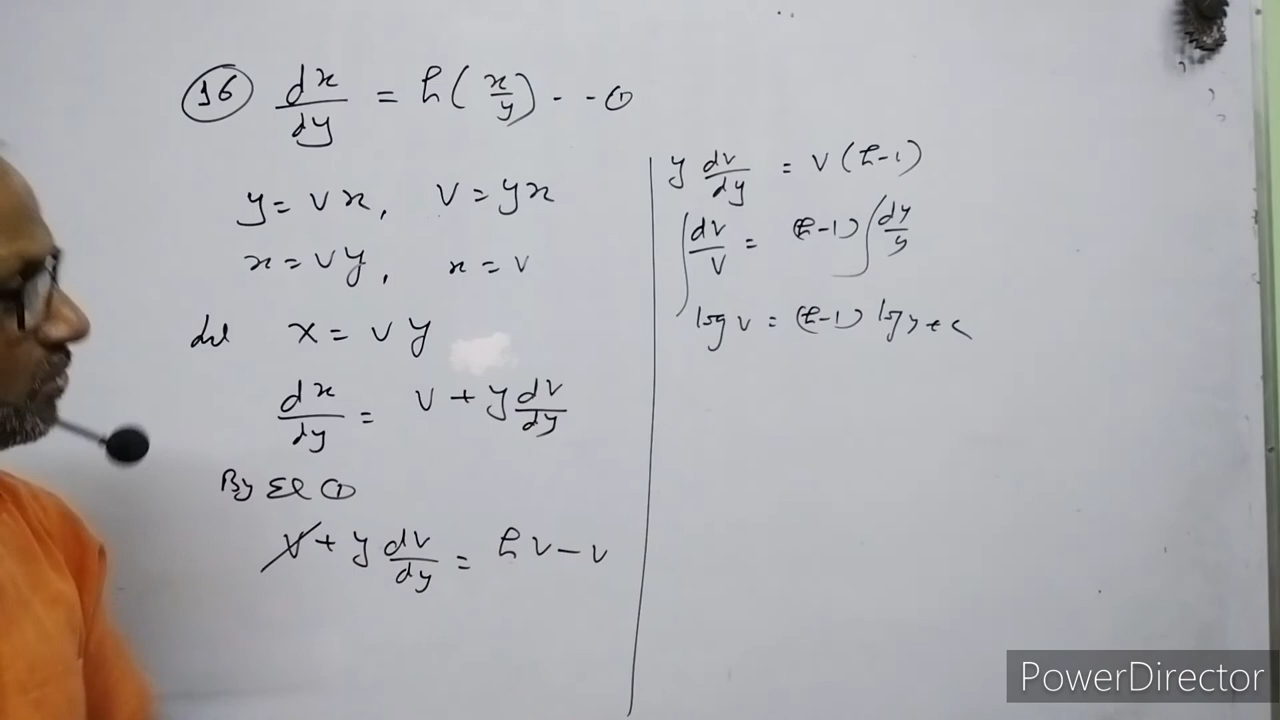 16 dx/dy = h(x/y) - - ①
y = vx, v = yx
x = vy, x = v
let x = vy
dx/dy = v + y dv/dy
By Eq ①
v + y dv/dy = hv - v
y dv/dy = v(h-1)
∫dv/v = (h-1)∫dy/y
log v = (h-1) log y + c
PowerDirector